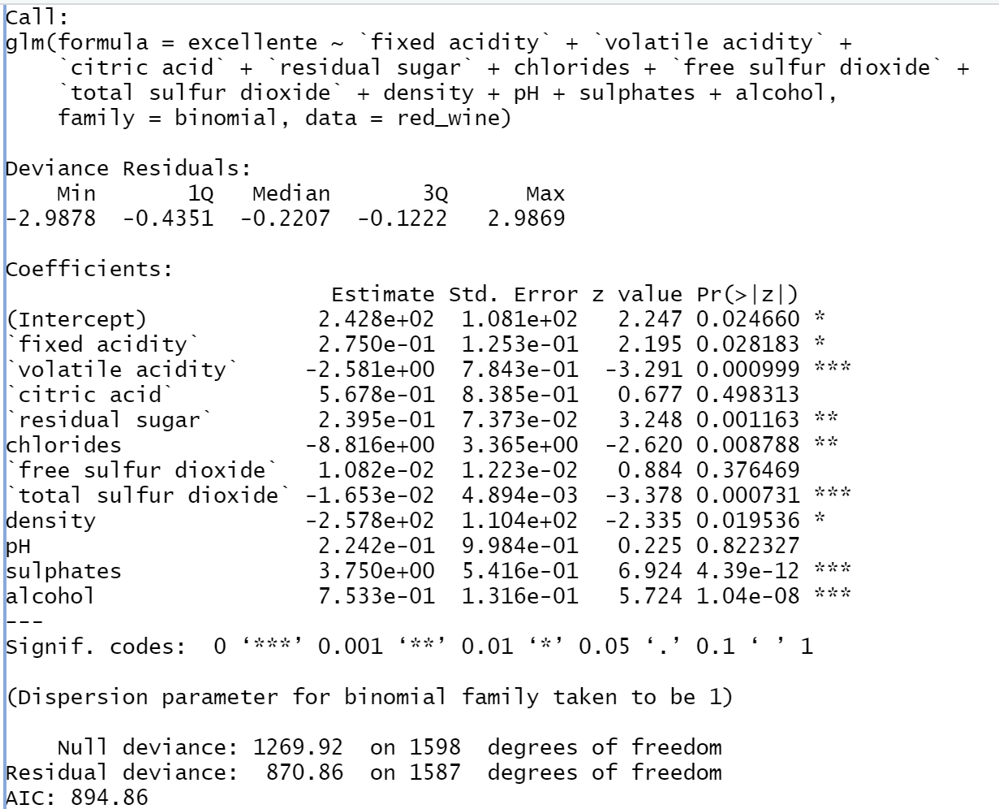 Call:
glm(formula = excellente ~ `fixed acidity` + `volatile acidity` +
    `citric acid` + `residual sugar` + chlorides + `free sulfur dioxide` +
    `total sulfur dioxide` + density + pH + sulphates + alcohol,
    family = binomial, data = red_wine)

Deviance Residuals:
    Min       1Q   Median       3Q      Max
-2.9878  -0.4351  -0.2207  -0.1222   2.9869

Coefficients:
                         Estimate Std. Error z value Pr(>|z|)
(Intercept)             2.428e+02  1.081e+02   2.247 0.024660 *
`fixed acidity`         2.750e-01  1.253e-01   2.195 0.028183 *
`volatile acidity`     -2.581e+00  7.843e-01  -3.291 0.000999 ***
`citric acid`           5.678e-01  8.385e-01   0.677 0.498313
`residual sugar`        2.395e-01  7.373e-02   3.248 0.001163 **
chlorides              -8.816e+00  3.365e+00  -2.620 0.008788 **
`free sulfur dioxide`   1.082e-02  1.223e-02   0.884 0.376469
`total sulfur dioxide` -1.653e-02  4.894e-03  -3.378 0.000731 ***
density                -2.578e+02  1.104e+02  -2.335 0.019536 *
pH                      2.242e-01  9.984e-01   0.225 0.822327
sulphates               3.750e+00  5.416e-01   6.924 4.39e-12 ***
alcohol                 7.533e-01  1.316e-01   5.724 1.04e-08 ***
---
Signif. codes:  0 ‘***’ 0.001 ‘**’ 0.01 ‘*’ 0.05 ‘.’ 0.1 ‘ ’ 1

(Dispersion parameter for binomial family taken to be 1)

    Null deviance: 1269.92  on 1598  degrees of freedom
Residual deviance:  870.86  on 1587  degrees of freedom
AIC: 894.86